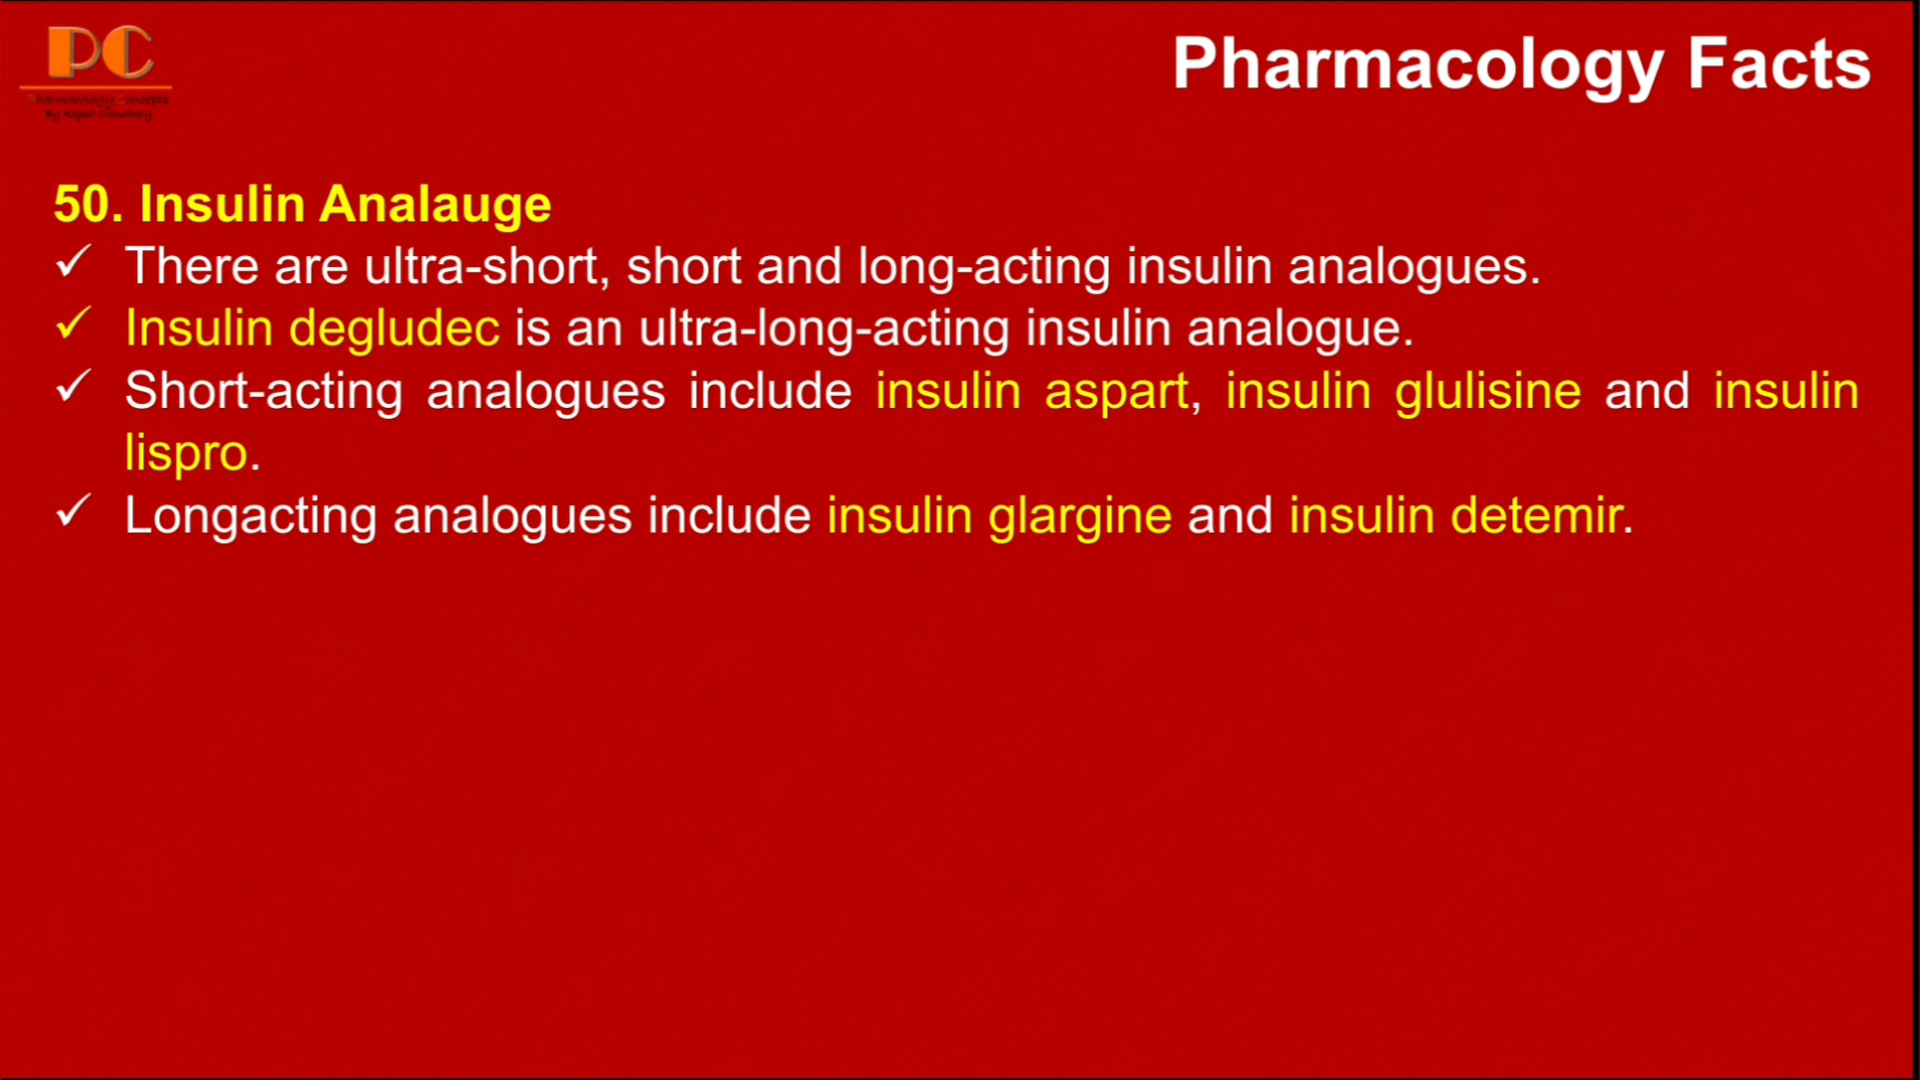 PC
Pharmacology Concepts
Pharmacology Facts
50. Insulin Analauge
✓ There are ultra-short, short and long-acting insulin analogues.
✓ Insulin degludec is an ultra-long-acting insulin analogue.
✓ Short-acting analogues include insulin aspart, insulin glulisine and insulin
lispro.
✓ Longacting analogues include insulin glargine and insulin detemir.